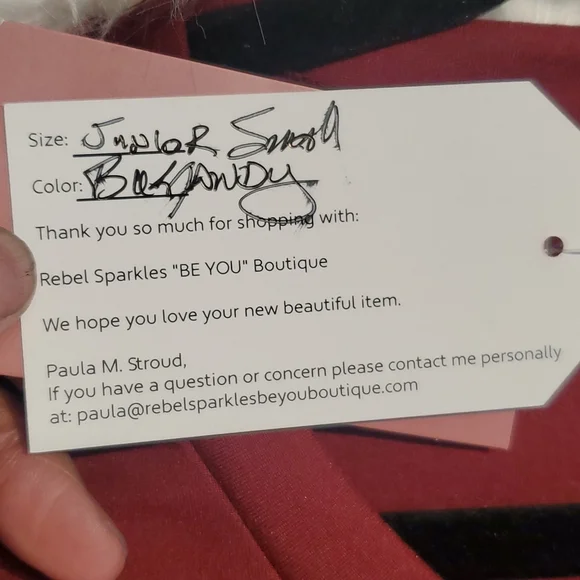 Size: Junior Small
Color: Burgandy
Thank you so much for shopping with:
Rebel Sparkles "BE YOU" Boutique
We hope you love your new beautiful item.
Paula M. Stroud,
If you have a question or concern please contact me personally
at: paula@rebelsparklesbeyouboutique.com